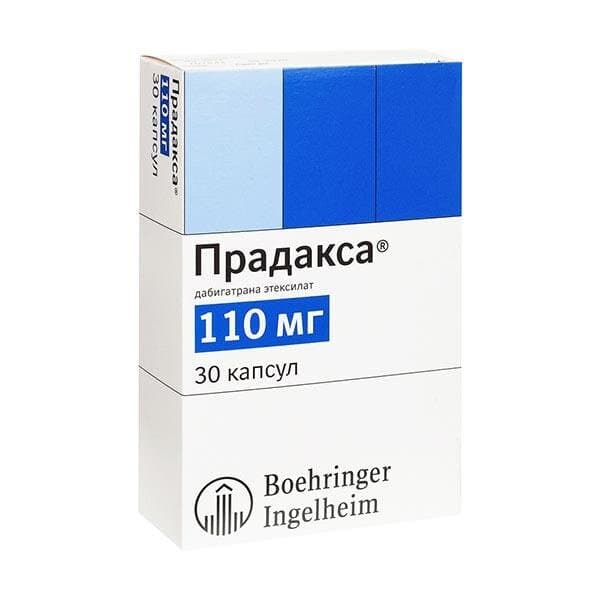 Прадакса®
110 мг
30 капсул
Прадакса®
дабигатрана этексилат
110 мг
30 капсул
Boehringer
Ingelheim